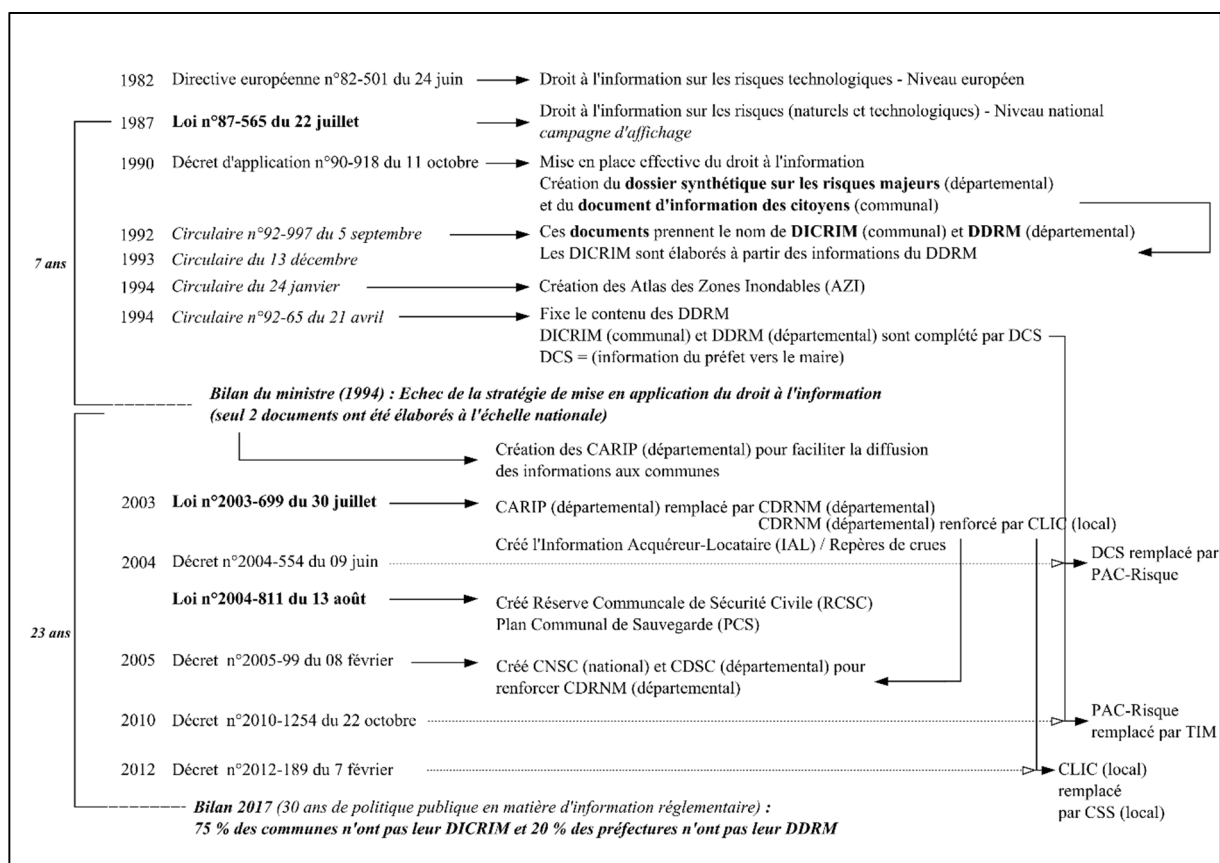 1982 Directive européenne n°82-501 du 24 juin Droit à l'information sur les risques technologiques - Niveau européen
1987 Loi n°87-565 du 22 juillet Droit à l'information sur les risques (naturels et technologiques) - Niveau national
campagne d'affichage
1990 Décret d'application n°90-918 du 11 octobre Mise en place effective du droit à l'information
Création du dossier synthétique sur les risques majeurs (départemental)
et du document d'information des citoyens (communal)
1992 Circulaire n°92-997 du 5 septembre Ces documents prennent le nom de DICRIM (communal) et DDRM (départemental)
7 ans
1993 Circulaire du 13 décembre Les DICRIM sont élaborés à partir des informations du DDRM
1994 Circulaire du 24 janvier Création des Atlas des Zones Inondables (AZI)
1994 Circulaire n°92-65 du 21 avril Fixe le contenu des DDRM
DICRIM (communal) et DDRM (départemental) sont complété par DCS
DCS = (information du préfet vers le maire)
Bilan du ministre (1994) : Echec de la stratégie de mise en application du droit à l'information
(seul 2 documents ont été élaborés à l'échelle nationale)
Création des CARIP (départemental) pour faciliter la diffusion
des informations aux communes
2003 Loi n°2003-699 du 30 juillet CARIP (départemental) remplacé par CDRNM (départemental)
CDRNM (départemental) renforcé par CLIC (local)
Créé l'Information Acquéreur-Locataire (IAL) / Repères de crues
2004 Décret n°2004-554 du 09 juin DCS remplacé par
PAC-Risque
Loi n°2004-811 du 13 août Créé Réserve Communcale de Sécurité Civile (RCSC)
Plan Communal de Sauvegarde (PCS)
23 ans
2005 Décret n°2005-99 du 08 février Créé CNSC (national) et CDSC (départemental) pour
renforcer CDRNM (départemental)
2010 Décret n°2010-1254 du 22 octobre PAC-Risque
remplacé par TIM
2012 Décret n°2012-189 du 7 février CLIC (local)
remplacé
par CSS (local)
Bilan 2017 (30 ans de politique publique en matière d'information réglementaire) :
75 % des communes n'ont pas leur DICRIM et 20 % des préfectures n'ont pas leur DDRM